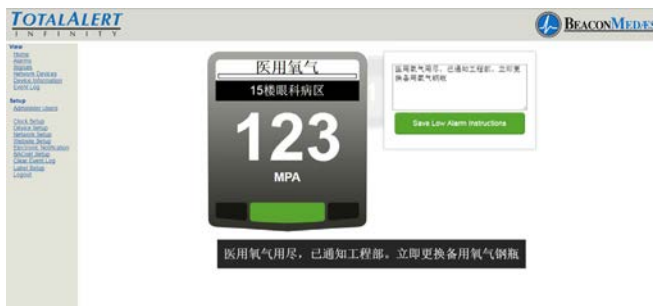 TOTALALERT
INFINITY
BEACONMEDÆS
View
Home
Alarms
Signals
Network Devices
Device Information
Event Log
Setup
Administer Users
Clock Setup
Device Setup
Network Setup
Website Setup
Electronic Notification
BACnet Setup
Clear Event Log
Label Setup
Logout
医用氧气
15楼眼科病区
123
MPA
医用氧气用尽，已通知工程部。立即更
换备用氧气钢瓶
Save Low Alarm Instructions
医用氧气用尽，已通知工程部。立即更换备用氧气钢瓶